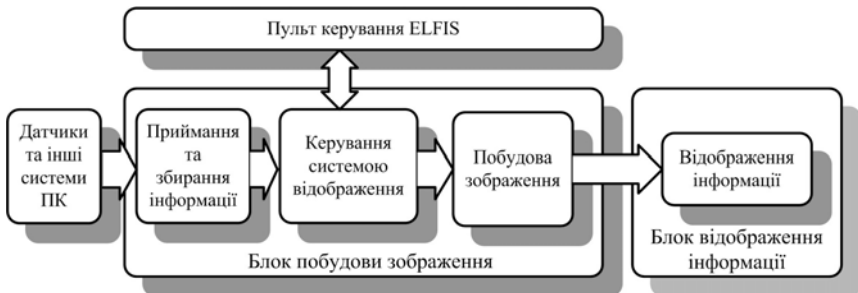 Пульт керування ELFIS
Датчики
та інші
системи
ПК
Приймання
та
збирання
інформації
Керування
системою
відображення
Побудова
зображення
Блок побудови зображення
Відображення
інформації
Блок відображення
інформації